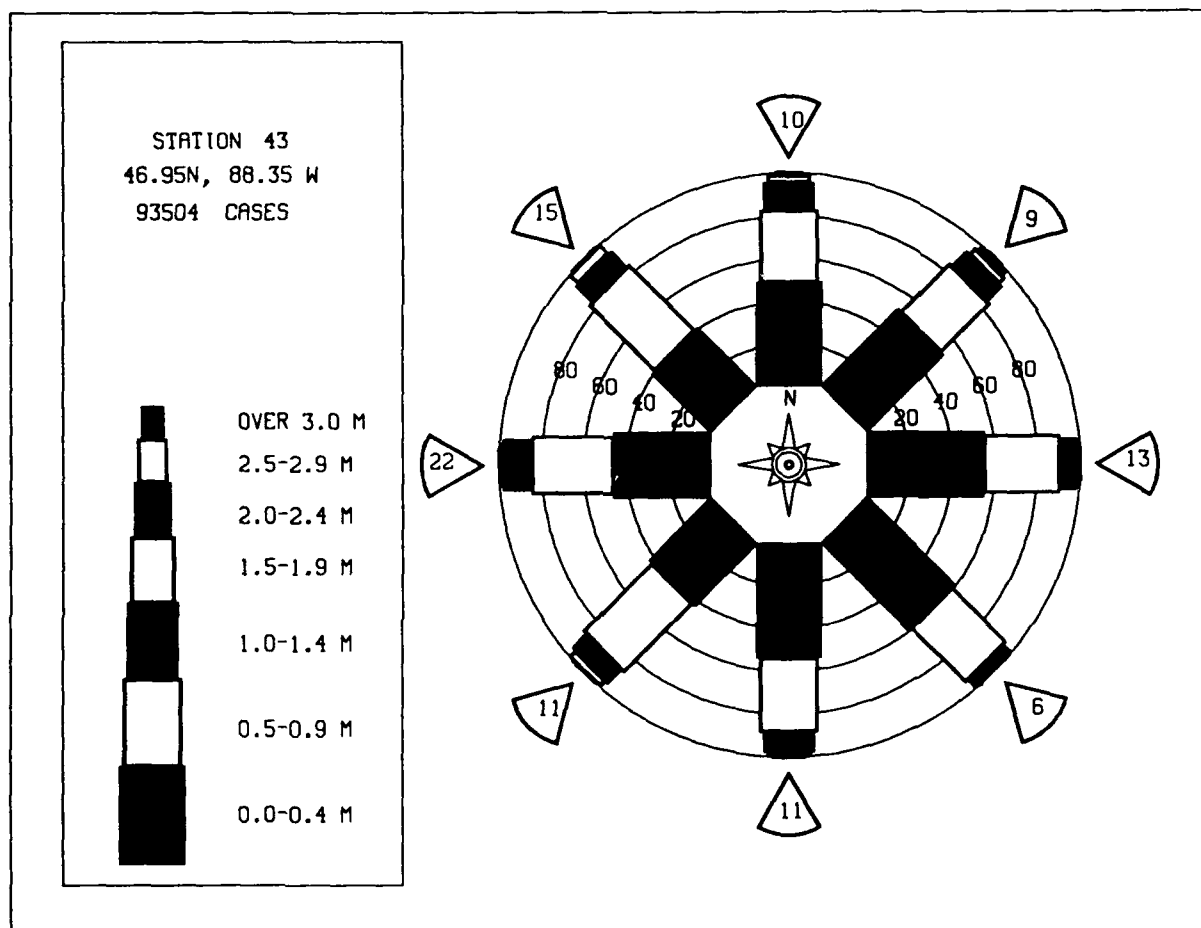 STATION 43
46.95N, 88.35 W
93504 CASES
OVER 3.0 M
2.5-2.9 M
2.0-2.4 M
1.5-1.9 M
1.0-1.4 M
0.5-0.9 M
0.0-0.4 M
10
15
9
80
60
40
20
N
20
40
60
80
22
13
11
6
11